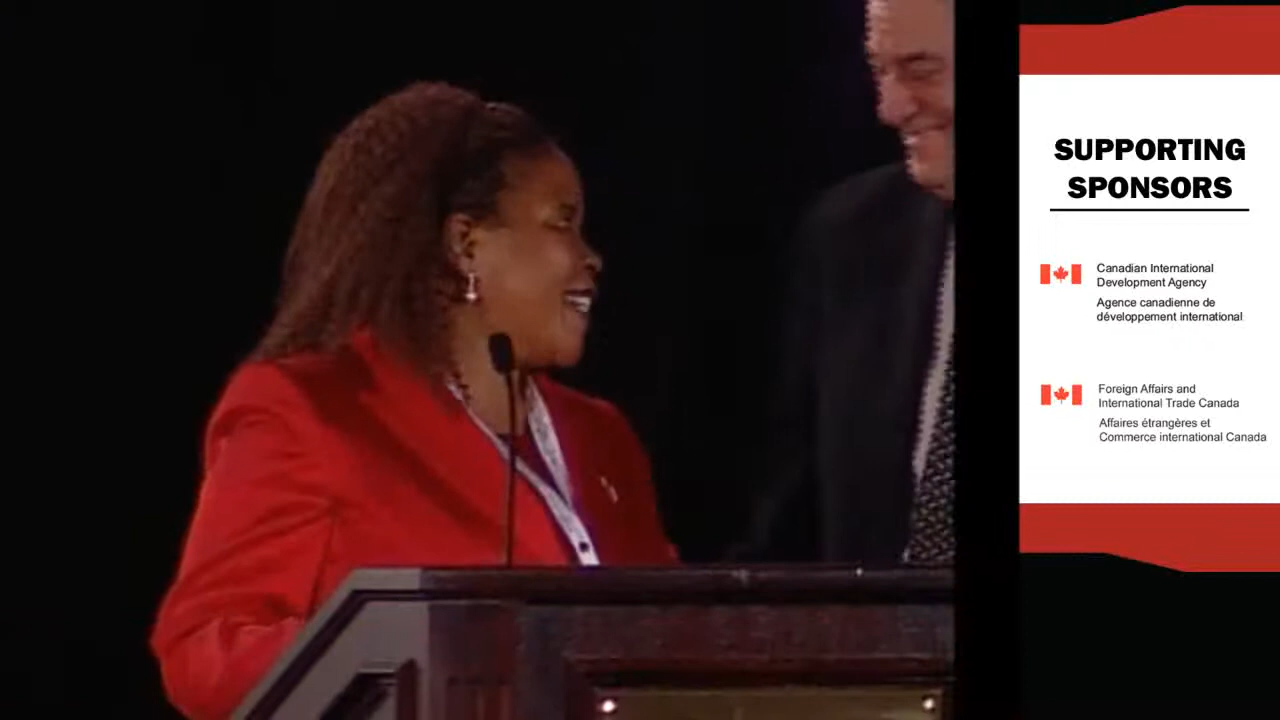 SUPPORTING
SPONSORS
Canadian International
Development Agency
Agence canadienne de
développement international
Foreign Affairs and
International Trade Canada
Affaires étrangères et
Commerce international Canada